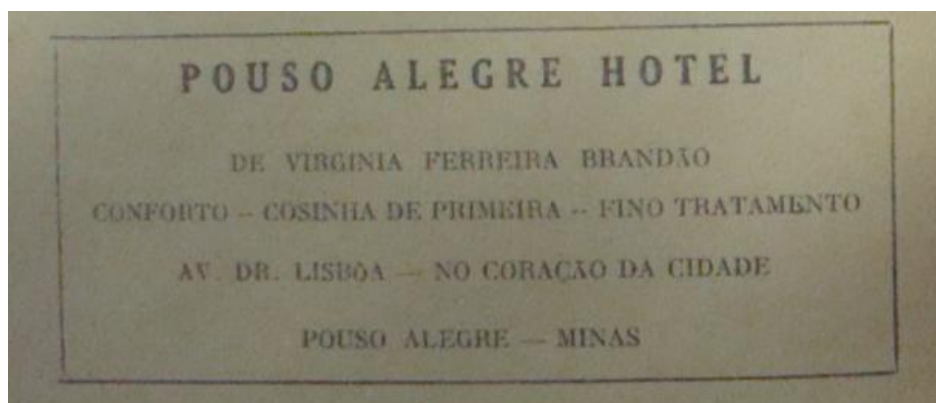 POUSO ALEGRE HOTEL
DE VIRGINIA FERREIRA BRANDÃO
CONFORTO -- COSINHA DE PRIMEIRA -- FINO TRATAMENTO
AV. DR. LISBÔA — NO CORAÇÃO DA CIDADE
POUSO ALEGRE — MINAS